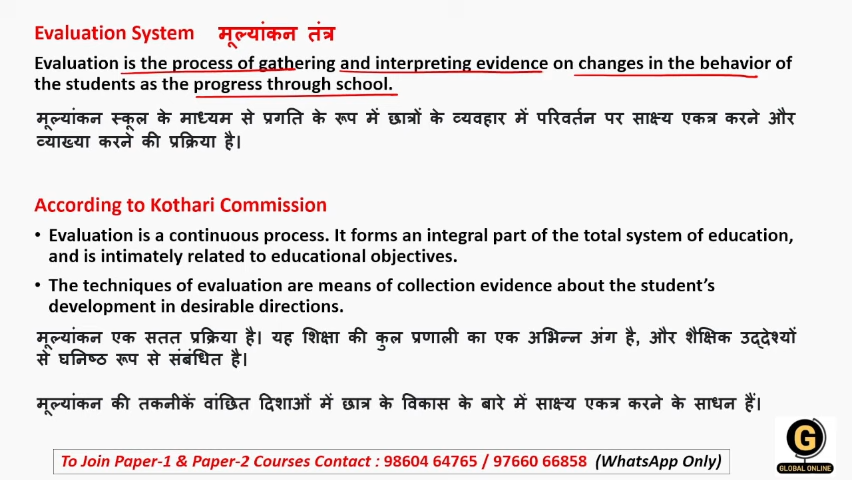 Evaluation System मूल्यांकन तंत्र
Evaluation is the process of gathering and interpreting evidence on changes in the behavior of
the students as the progress through school.
मूल्यांकन स्कूल के माध्यम से प्रगति के रूप में छात्रों के व्यवहार में परिवर्तन पर साक्ष्य एकत्र करने और
व्याख्या करने की प्रक्रिया है।
According to Kothari Commission
• Evaluation is a continuous process. It forms an integral part of the total system of education,
and is intimately related to educational objectives.
• The techniques of evaluation are means of collection evidence about the student's
development in desirable directions.
मूल्यांकन एक सतत प्रक्रिया है। यह शिक्षा की कुल प्रणाली का एक अभिन्न अंग है, और शैक्षिक उद्देश्यों
से घनिष्ठ रूप से संबंधित है।
मूल्यांकन की तकनीकें वांछित दिशाओं में छात्र के विकास के बारे में साक्ष्य एकत्र करने के साधन हैं।
To Join Paper-1 & Paper-2 Courses Contact : 98604 64765 / 97660 66858 (WhatsApp Only)
G
GLOBAL ONLINE